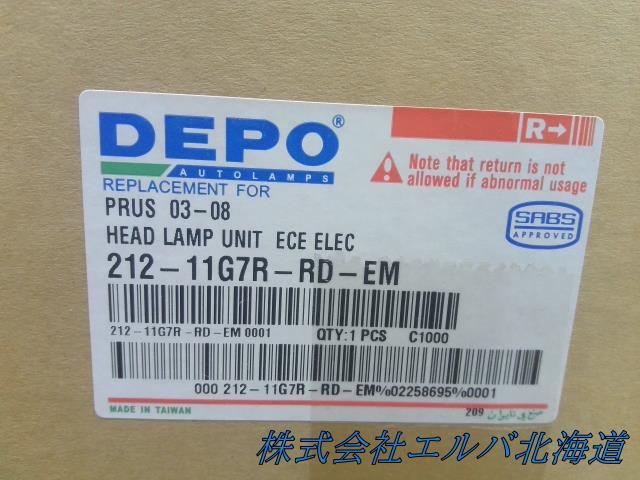 DEPO®
AUTOLAMPS
REPLACEMENT FOR
R→
Note that return is not
allowed if abnormal usage
PRUS 03-08
HEAD LAMP UNIT ECE ELEC
SABS
APPROVED
212-11G7R-RD-EM
212-11G7R-RD-EM 0001 QTY:1 PCS C1000
000 212-11G7R-RD-EM%02258695%0001
MADE IN TAIWAN
209
株式会社エルバ北海道